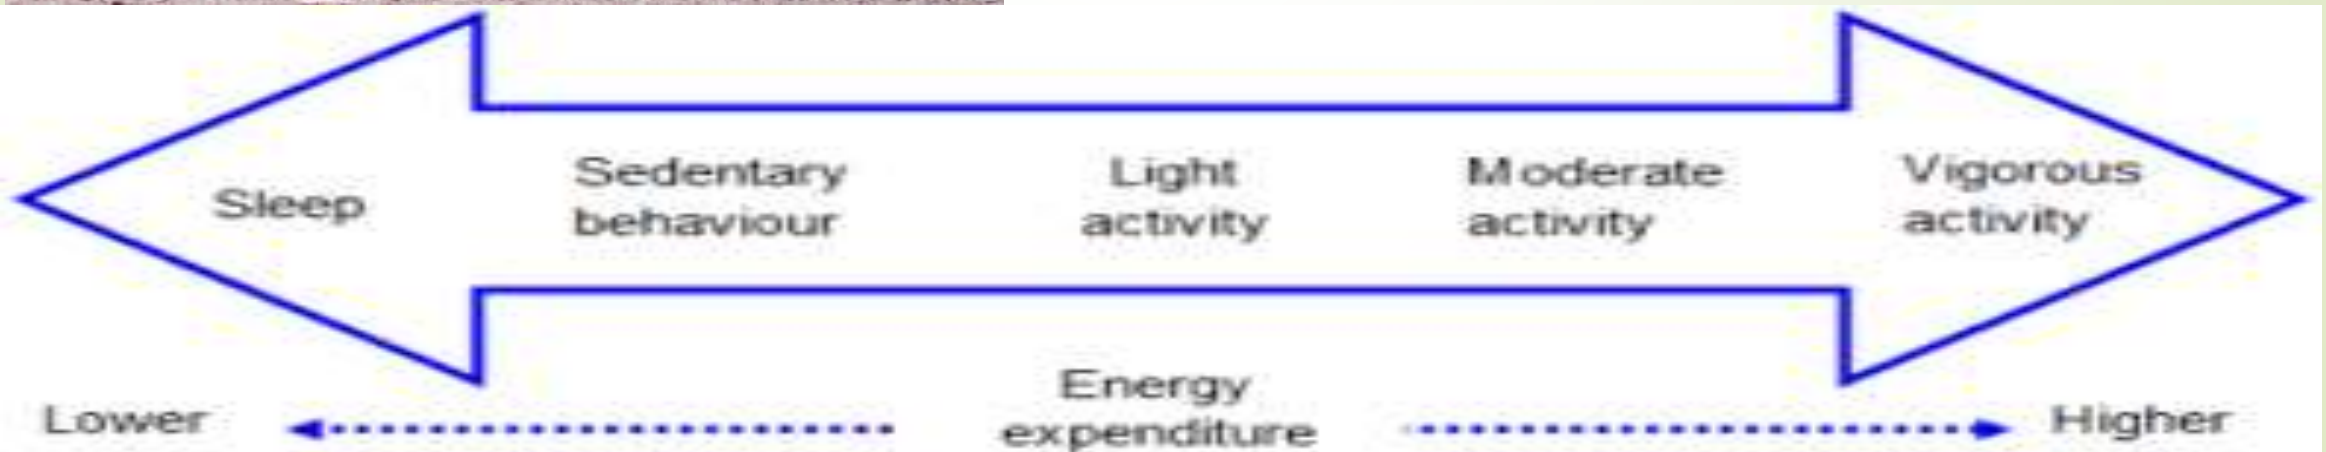 Sleep
Sedentary
behaviour
Light
activity
Moderate
activity
Vigorous
activity
Energy
expenditure
Lower
Higher